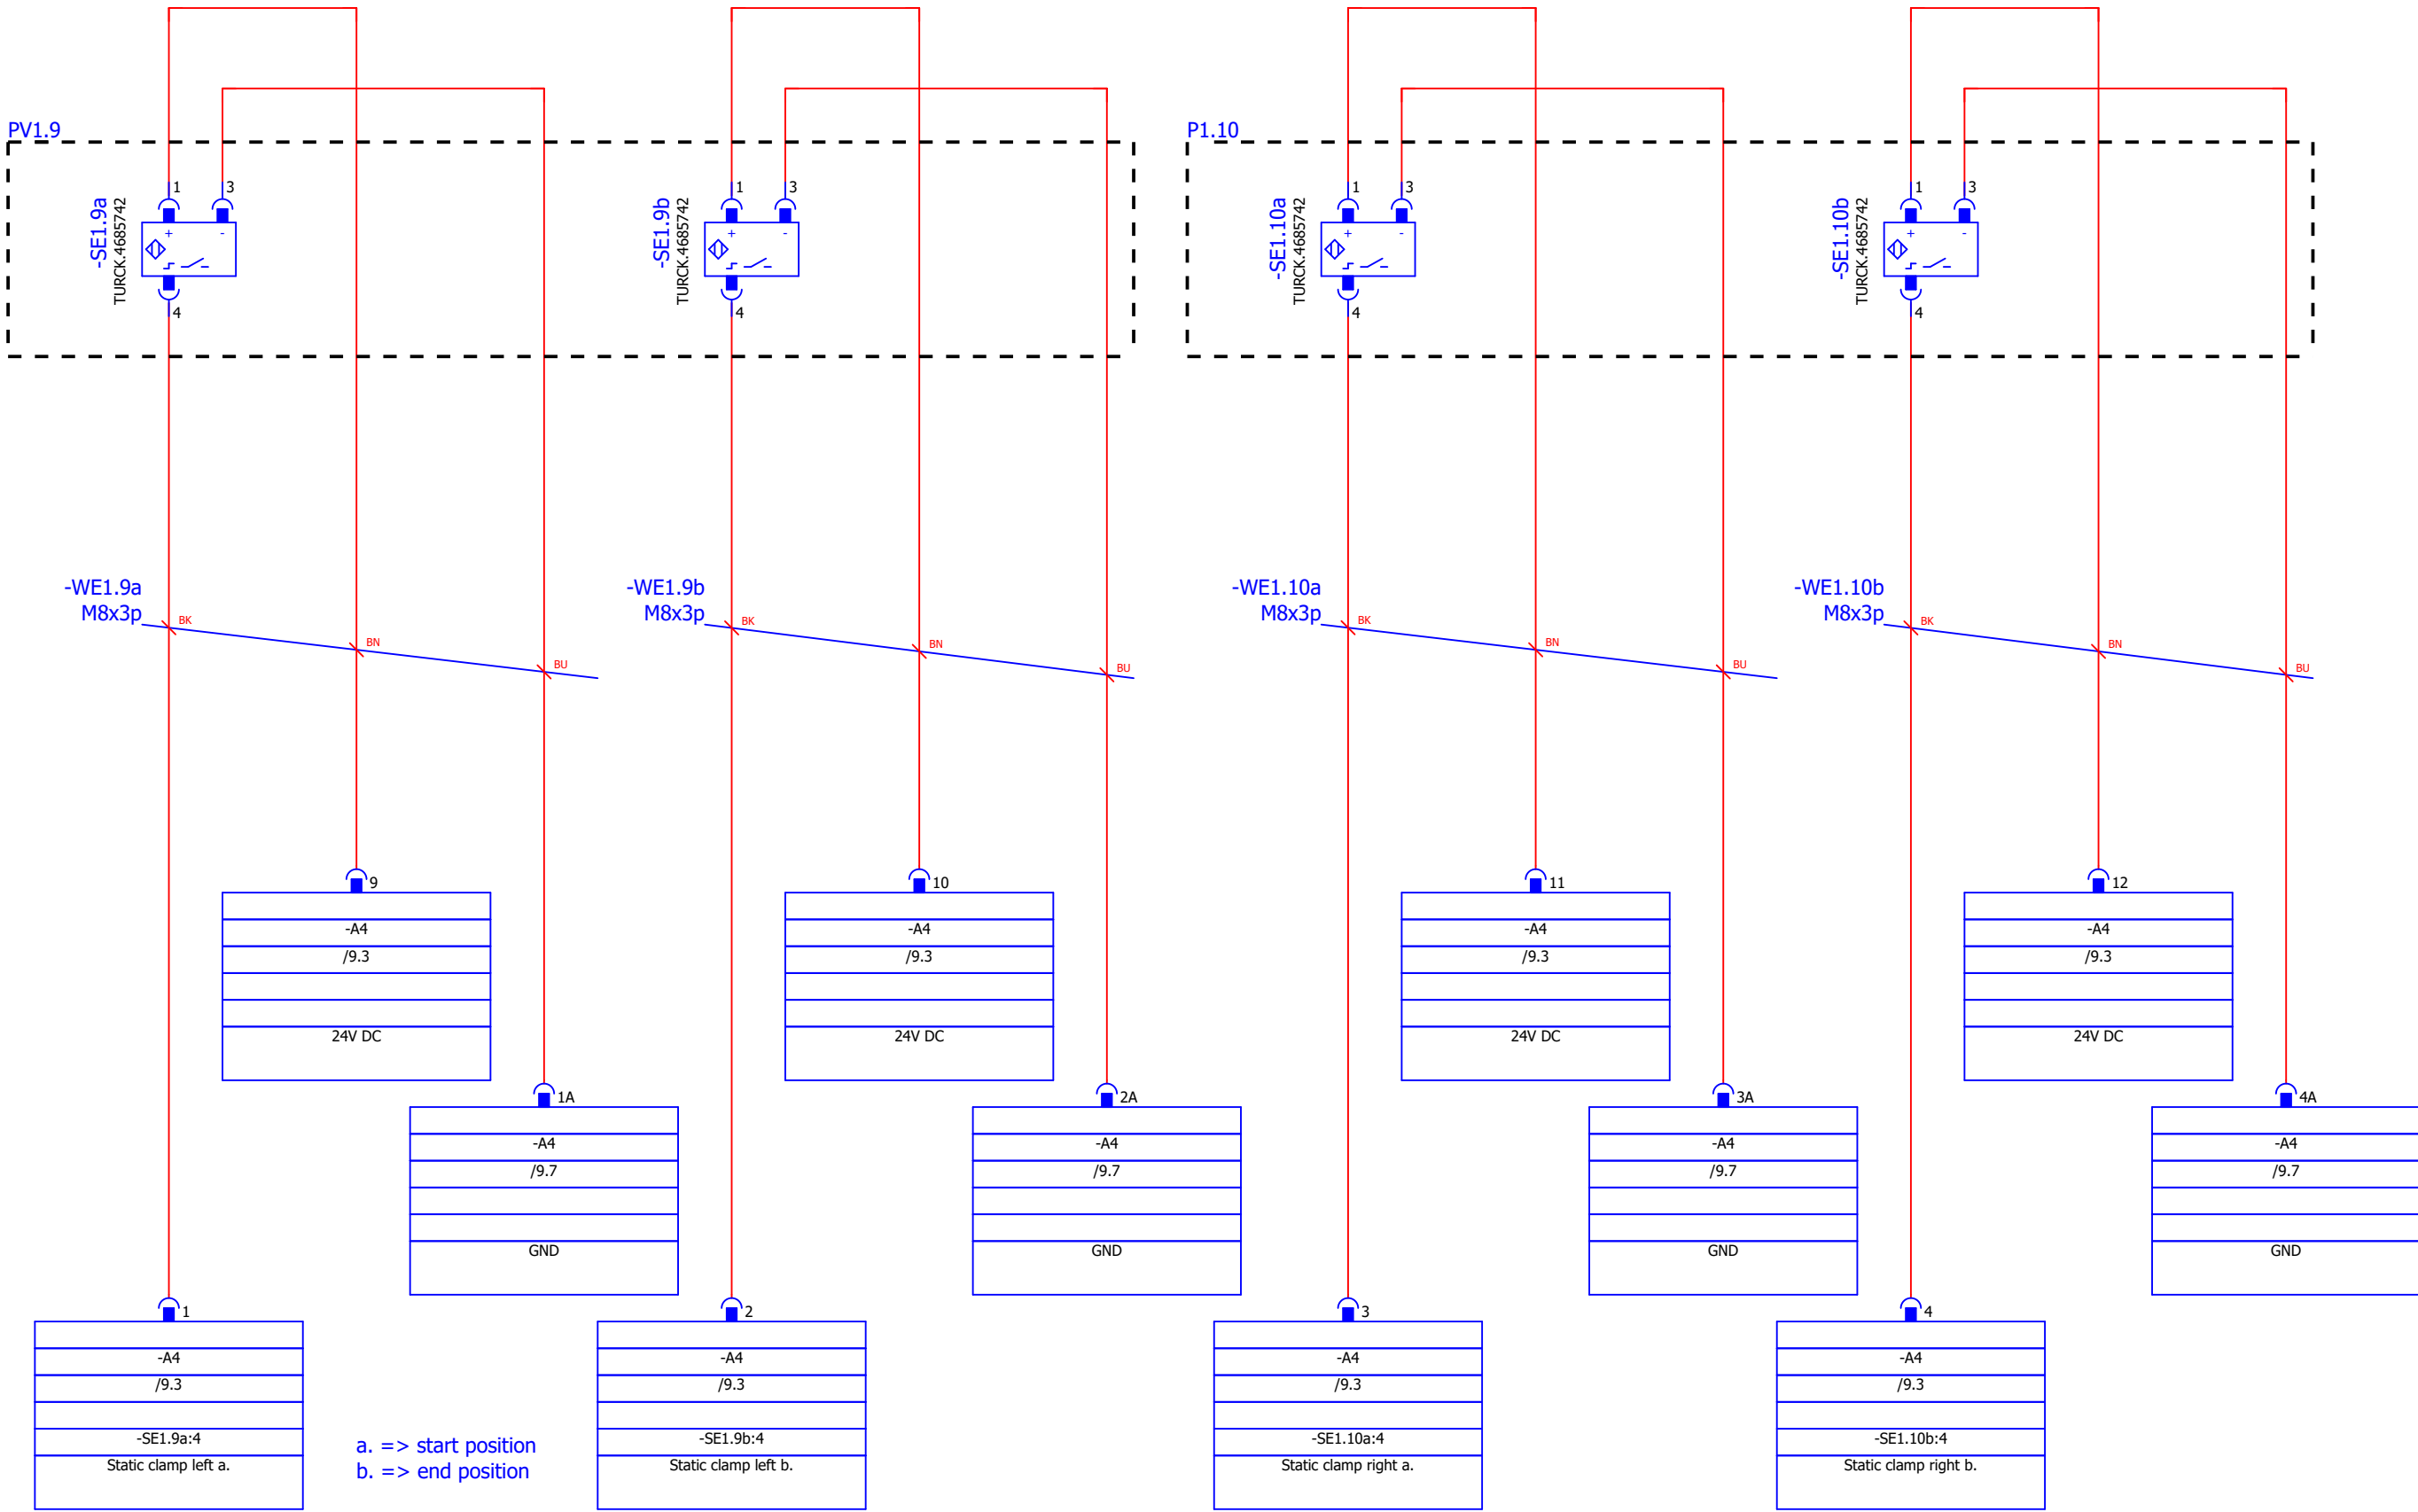 PV1.9
P1.10
1
3
-SE1.9a
TURCK.4685742
+
-
4
1
3
-SE1.9b
TURCK.4685742
+
-
4
1
3
-SE1.10a
TURCK.4685742
+
-
4
1
3
-SE1.10b
TURCK.4685742
+
-
4
-WE1.9a
M8x3p
BK
BN
BU
-WE1.9b
M8x3p
BK
BN
BU
-WE1.10a
M8x3p
BK
BN
BU
-WE1.10b
M8x3p
BK
BN
BU
9
-A4
/9.3
24V DC
10
-A4
/9.3
24V DC
11
-A4
/9.3
24V DC
12
-A4
/9.3
24V DC
1A
-A4
/9.7
GND
2A
-A4
/9.7
GND
3A
-A4
/9.7
GND
4A
-A4
/9.7
GND
1
-A4
/9.3
-SE1.9a:4
Static clamp left a.
a. => start position
b. => end position
2
-A4
/9.3
-SE1.9b:4
Static clamp left b.
3
-A4
/9.3
-SE1.10a:4
Static clamp right a.
4
-A4
/9.3
-SE1.10b:4
Static clamp right b.